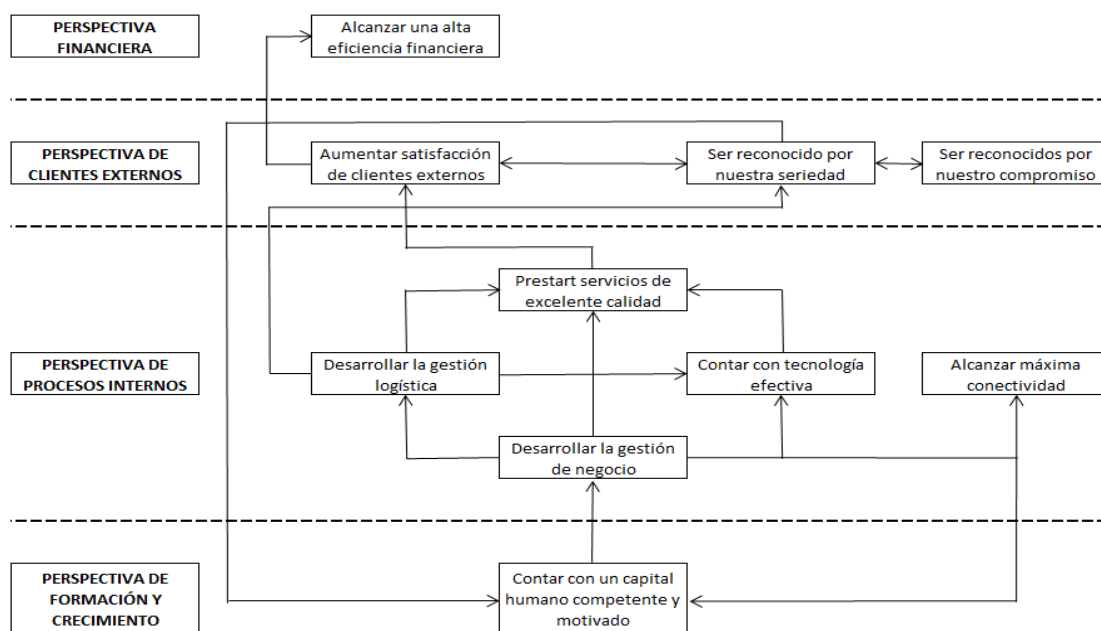 PERSPECTIVA
FINANCIERA
Alcanzar una alta
eficiencia financiera
PERSPECTIVA DE
CLIENTES EXTERNOS
Aumentar satisfacción
de clientes externos
Ser reconocido por
nuestra seriedad
Ser reconocidos por
nuestro compromiso
Prestart servicios de
excelente calidad
PERSPECTIVA DE
PROCESOS INTERNOS
Desarrollar la gestión
logística
Contar con tecnología
efectiva
Alcanzar máxima
conectividad
Desarrollar la gestión
de negocio
PERSPECTIVA DE
FORMACIÓN Y
CRECIMIENTO
Contar con un capital
humano competente y
motivado